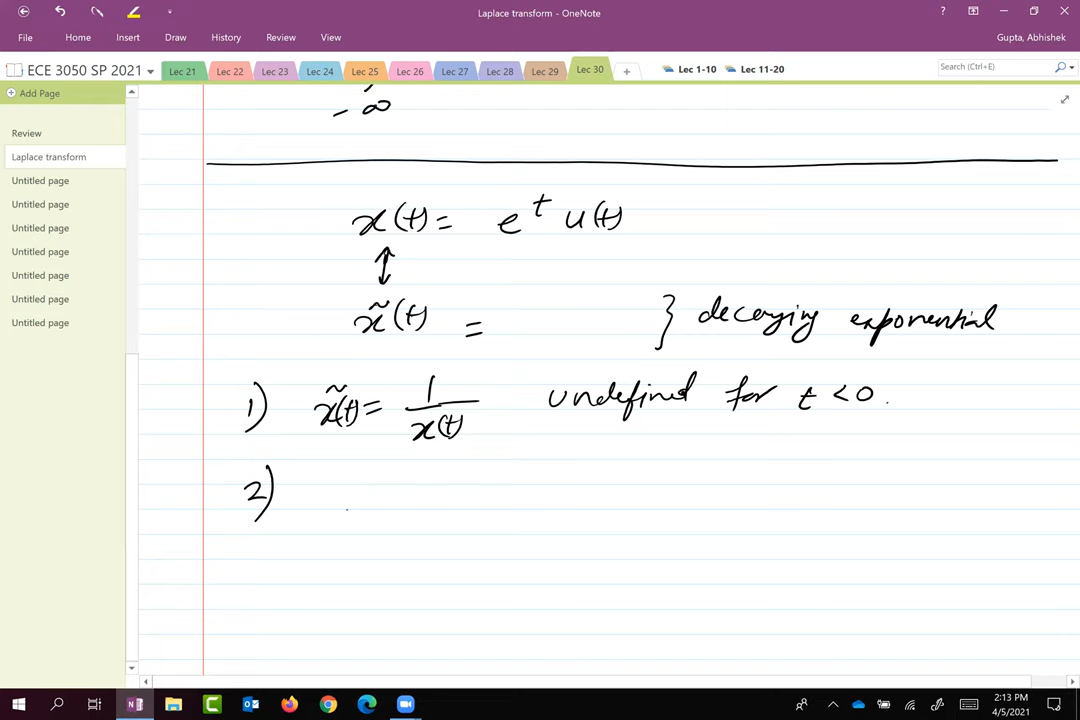 Laplace transform - OneNote
File Home Insert Draw History Review View
Gupta, Abhishek
ECE 3050 SP 2021
Lec 21 Lec 22 Lec 23 Lec 24 Lec 25 Lec 26 Lec 27 Lec 28 Lec 29 Lec 30 + Lec 1-10 Lec 11-20
Search (Ctrl+E)
Add Page
Review
Laplace transform
Untitled page
Untitled page
Untitled page
Untitled page
Untitled page
Untitled page
Untitled page
- ∞
x(t) = e^t u(t)
↕
x̃(t) = } decaying exponential
1) x̃(t) = 1/x(t) undefined for t < 0.
2)
2:13 PM
4/5/2021